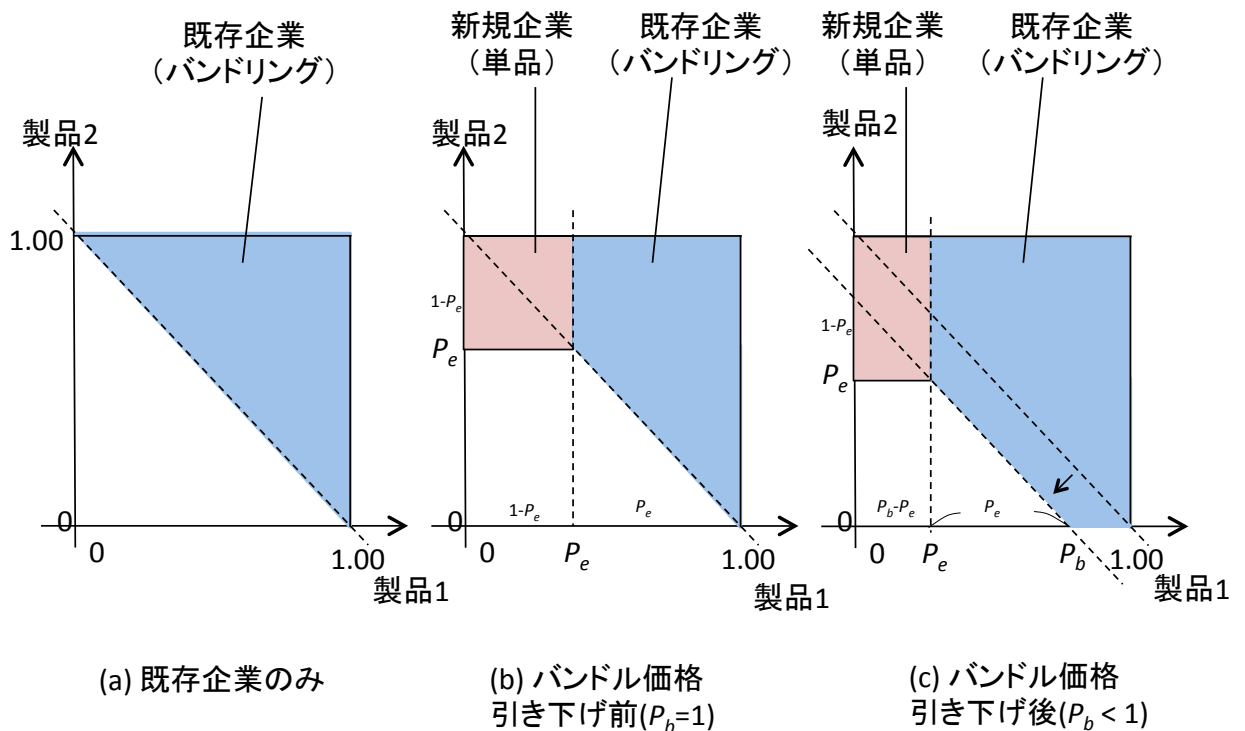 既存企業
(バンドリング)
製品2
1.00
0
0
1.00
製品1
(a) 既存企業のみ
新規企業
(単品)
既存企業
(バンドリング)
製品2
1-Pe
Pe
0
1-Pe
Pe
0
Pe
1.00
製品1
(b) バンドル価格
引き下げ前(Pb=1)
新規企業
(単品)
既存企業
(バンドリング)
製品2
1-Pe
Pe
0
Pb-Pe
Pe
0
Pe
Pb
1.00
製品1
(c) バンドル価格
引き下げ後(Pb < 1)